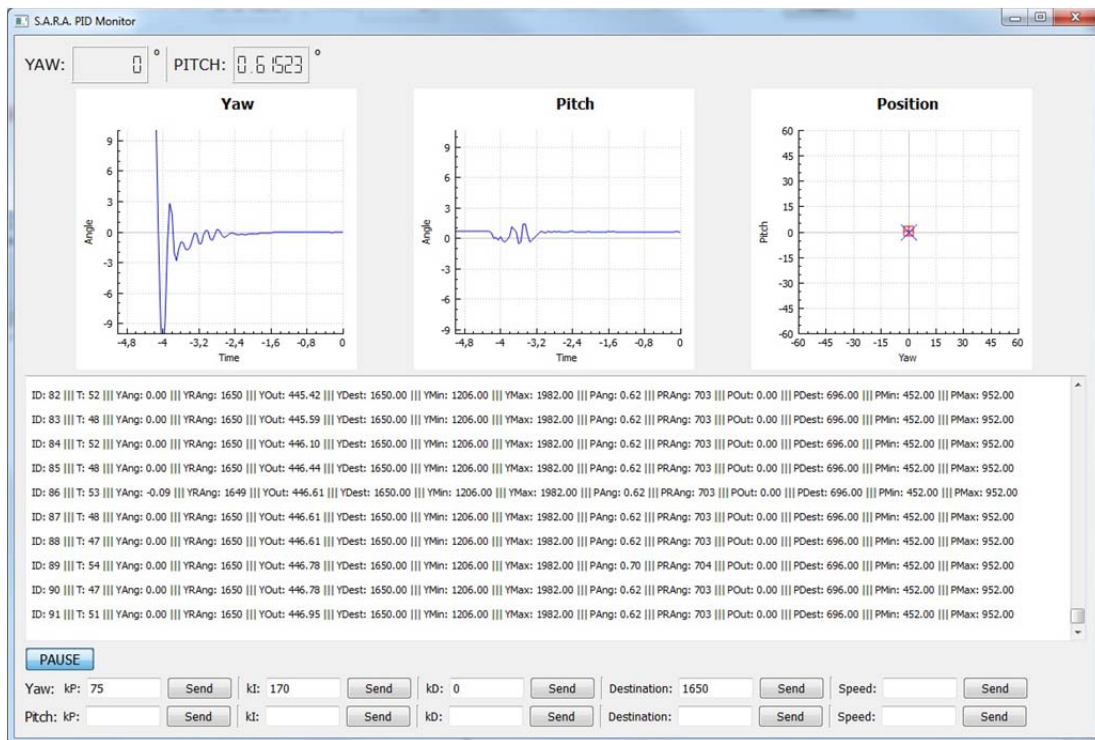 S.A.R.A. PID Monitor
YAW: 0 ° PITCH: 0.61523 °
Yaw
9
6
3
0
-3
-6
-9
Angle
-4,8 -4 -3,2 -2,4 -1,6 -0,8 0
Time
Pitch
9
6
3
0
-3
-6
-9
Angle
-4,8 -4 -3,2 -2,4 -1,6 -0,8 0
Time
Position
60
45
30
15
0
-15
-30
-45
-60
Pitch
-60 -45 -30 -15 0 15 30 45 60
Yaw
ID: 82 ||| T: 52 ||| YAng: 0.00 ||| YRAng: 1650 ||| YOut: 445.42 ||| YDest: 1650.00 ||| YMin: 1206.00 ||| YMax: 1982.00 ||| PAng: 0.62 ||| PRAng: 703 ||| POut: 0.00 ||| PDest: 696.00 ||| PMin: 452.00 ||| PMax: 952.00
ID: 83 ||| T: 48 ||| YAng: 0.00 ||| YRAng: 1650 ||| YOut: 445.59 ||| YDest: 1650.00 ||| YMin: 1206.00 ||| YMax: 1982.00 ||| PAng: 0.62 ||| PRAng: 703 ||| POut: 0.00 ||| PDest: 696.00 ||| PMin: 452.00 ||| PMax: 952.00
ID: 84 ||| T: 52 ||| YAng: 0.00 ||| YRAng: 1650 ||| YOut: 446.10 ||| YDest: 1650.00 ||| YMin: 1206.00 ||| YMax: 1982.00 ||| PAng: 0.62 ||| PRAng: 703 ||| POut: 0.00 ||| PDest: 696.00 ||| PMin: 452.00 ||| PMax: 952.00
ID: 85 ||| T: 48 ||| YAng: 0.00 ||| YRAng: 1650 ||| YOut: 446.44 ||| YDest: 1650.00 ||| YMin: 1206.00 ||| YMax: 1982.00 ||| PAng: 0.62 ||| PRAng: 703 ||| POut: 0.00 ||| PDest: 696.00 ||| PMin: 452.00 ||| PMax: 952.00
ID: 86 ||| T: 53 ||| YAng: -0.09 ||| YRAng: 1649 ||| YOut: 446.61 ||| YDest: 1650.00 ||| YMin: 1206.00 ||| YMax: 1982.00 ||| PAng: 0.62 ||| PRAng: 703 ||| POut: 0.00 ||| PDest: 696.00 ||| PMin: 452.00 ||| PMax: 952.00
ID: 87 ||| T: 48 ||| YAng: 0.00 ||| YRAng: 1650 ||| YOut: 446.61 ||| YDest: 1650.00 ||| YMin: 1206.00 ||| YMax: 1982.00 ||| PAng: 0.62 ||| PRAng: 703 ||| POut: 0.00 ||| PDest: 696.00 ||| PMin: 452.00 ||| PMax: 952.00
ID: 88 ||| T: 47 ||| YAng: 0.00 ||| YRAng: 1650 ||| YOut: 446.61 ||| YDest: 1650.00 ||| YMin: 1206.00 ||| YMax: 1982.00 ||| PAng: 0.62 ||| PRAng: 703 ||| POut: 0.00 ||| PDest: 696.00 ||| PMin: 452.00 ||| PMax: 952.00
ID: 89 ||| T: 54 ||| YAng: 0.00 ||| YRAng: 1650 ||| YOut: 446.78 ||| YDest: 1650.00 ||| YMin: 1206.00 ||| YMax: 1982.00 ||| PAng: 0.70 ||| PRAng: 704 ||| POut: 0.00 ||| PDest: 696.00 ||| PMin: 452.00 ||| PMax: 952.00
ID: 90 ||| T: 47 ||| YAng: 0.00 ||| YRAng: 1650 ||| YOut: 446.78 ||| YDest: 1650.00 ||| YMin: 1206.00 ||| YMax: 1982.00 ||| PAng: 0.62 ||| PRAng: 703 ||| POut: 0.00 ||| PDest: 696.00 ||| PMin: 452.00 ||| PMax: 952.00
ID: 91 ||| T: 51 ||| YAng: 0.00 ||| YRAng: 1650 ||| YOut: 446.95 ||| YDest: 1650.00 ||| YMin: 1206.00 ||| YMax: 1982.00 ||| PAng: 0.62 ||| PRAng: 703 ||| POut: 0.00 ||| PDest: 696.00 ||| PMin: 452.00 ||| PMax: 952.00
PAUSE
Yaw: kP: 75 Send kI: 170 Send kD: 0 Send Destination: 1650 Send Speed: Send
Pitch: kP: Send kI: Send kD: Send Destination: Send Speed: Send